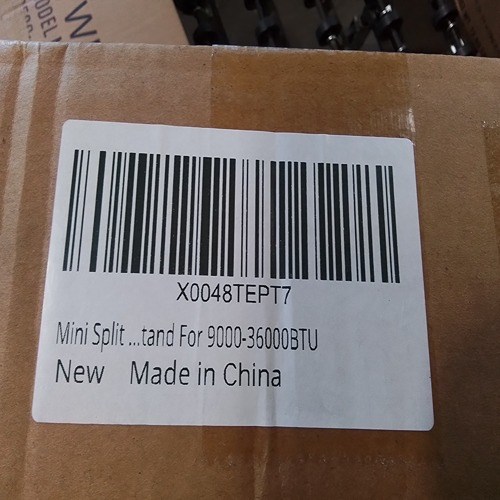 X0048TEPT7
Mini Split ...tand For 9000-36000BTU
New Made in China